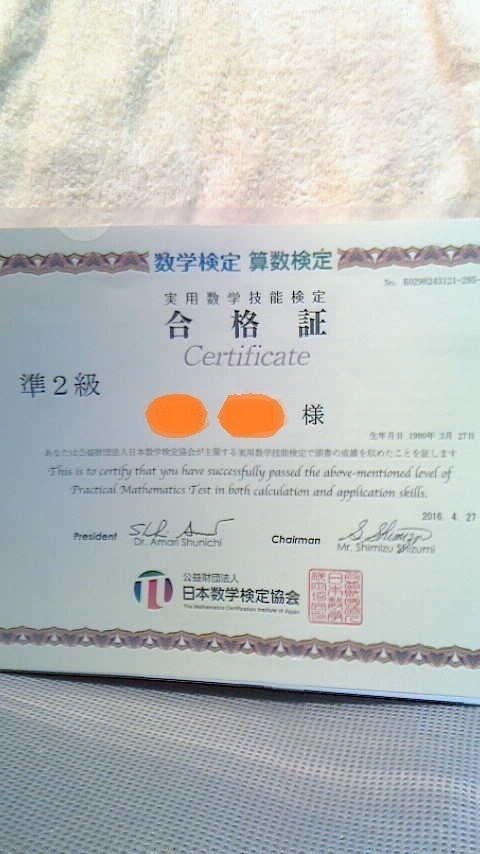 数学検定 算数検定
実用数学技能検定
合格証
Certificate
準2級
様
生年月日 1980年 3月 27日
あなたは公益財団法人日本数学検定協会が主催する実用数学技能検定で頭書の成績を収めたことを証します
This is to certify that you have successfully passed the above-mentioned level of
Practical Mathematics Test in both calculation and application skills.
2016. 4. 27
President Dr. Amari Shunichi Chairman Mr. Shimizu Shizumi
公益財団法人
日本数学検定協会
The Mathematics Certification Institute of Japan